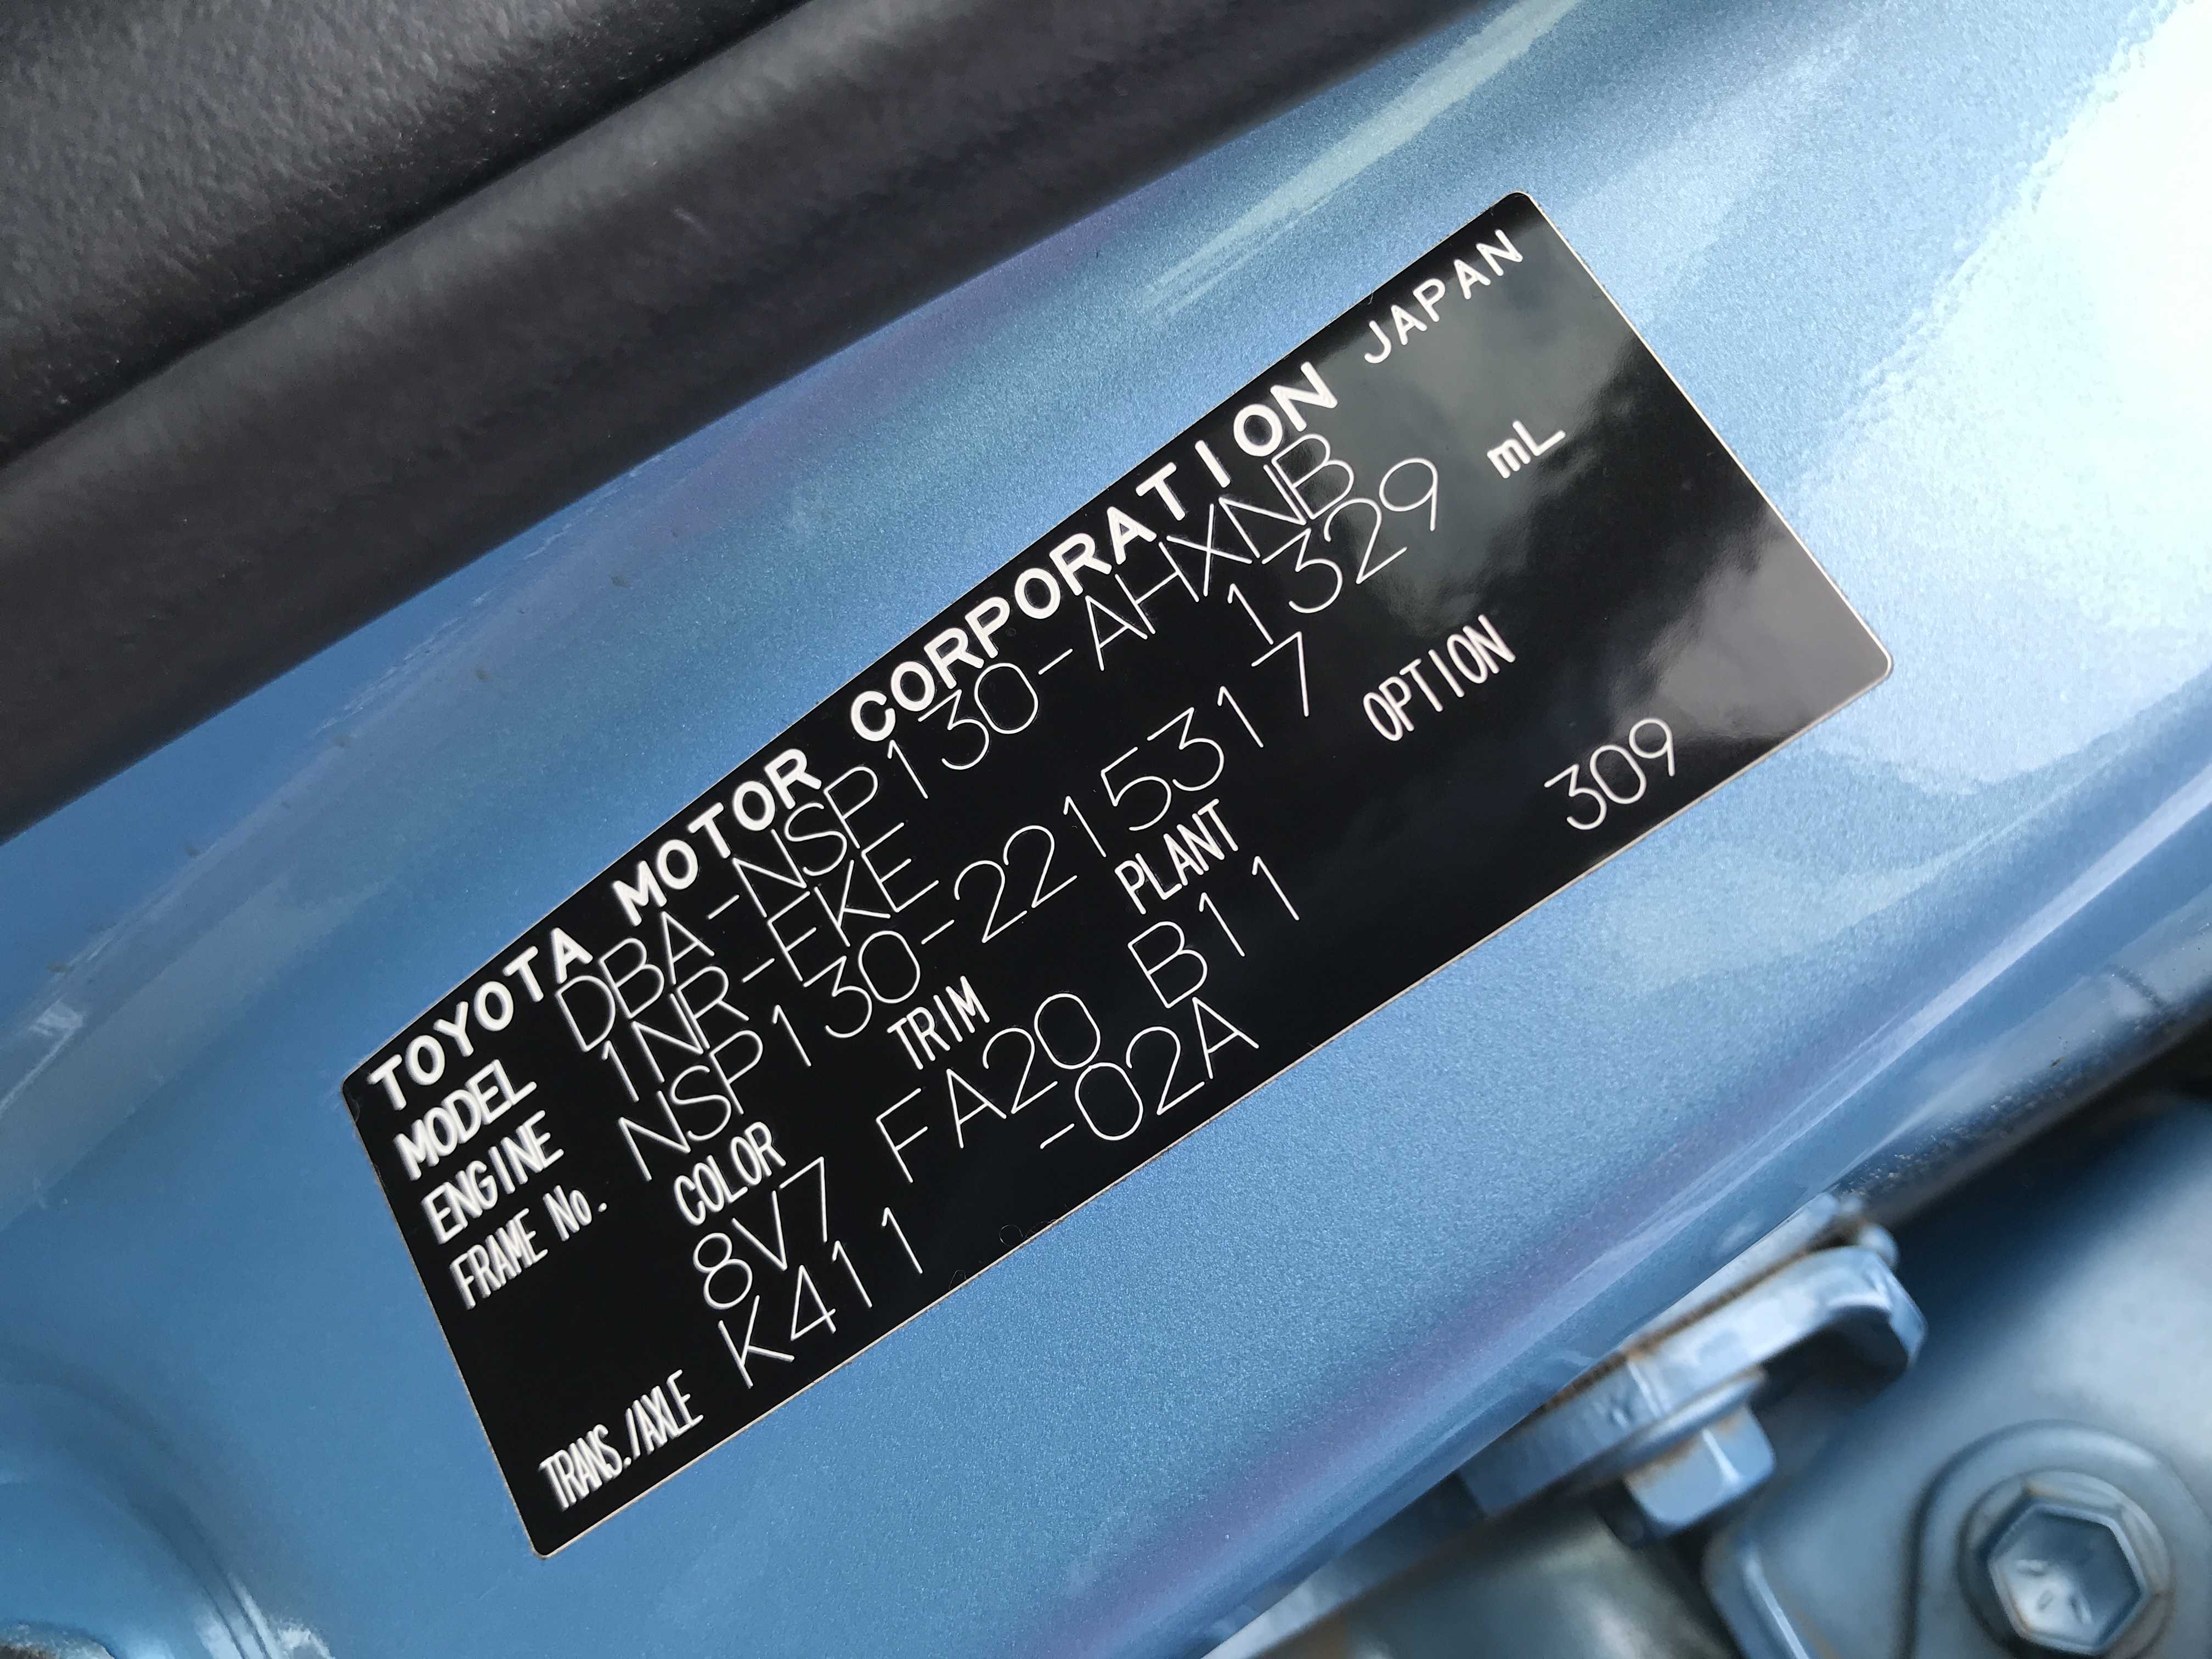 TOYOTA MOTOR CORPORATION JAPAN
MODEL DBA-NSP130-AHXNB
ENGINE 1NR-EKE 1329 mL
FRAME No. NSP130-2215317
COLOR TRIM PLANT OPTION
8V7 FA20 B11 309
TRANS./AXLE K411 -02A